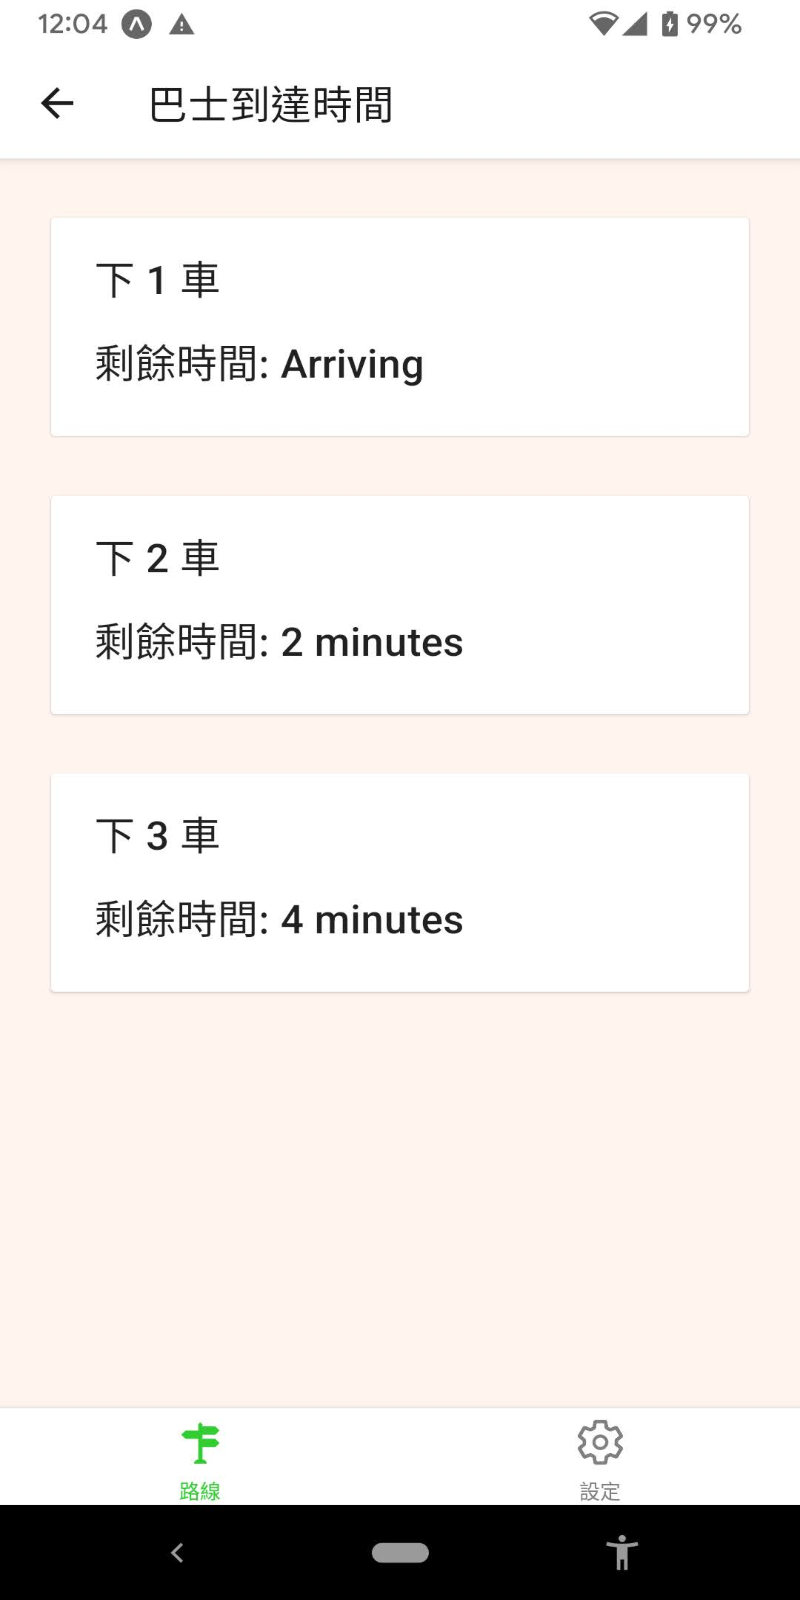 12:04
99%
巴士到達時間
下 1 車
剩餘時間: Arriving
下 2 車
剩餘時間: 2 minutes
下 3 車
剩餘時間: 4 minutes
路線
設定